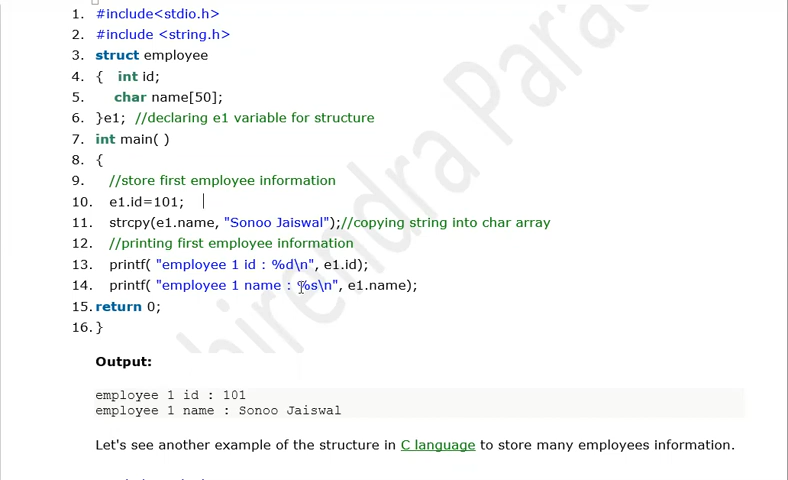 1. #include<stdio.h>
2. #include <string.h>
3. struct employee
4. { int id;
5. char name[50];
6. }e1; //declaring e1 variable for structure
7. int main( )
8. {
9. //store first employee information
10. e1.id=101;
11. strcpy(e1.name, "Sonoo Jaiswal");//copying string into char array
12. //printing first employee information
13. printf( "employee 1 id : %d\n", e1.id);
14. printf( "employee 1 name : %s\n", e1.name);
15. return 0;
16. }
Output:
employee 1 id : 101
employee 1 name : Sonoo Jaiswal
Let's see another example of the structure in C language to store many employees information.